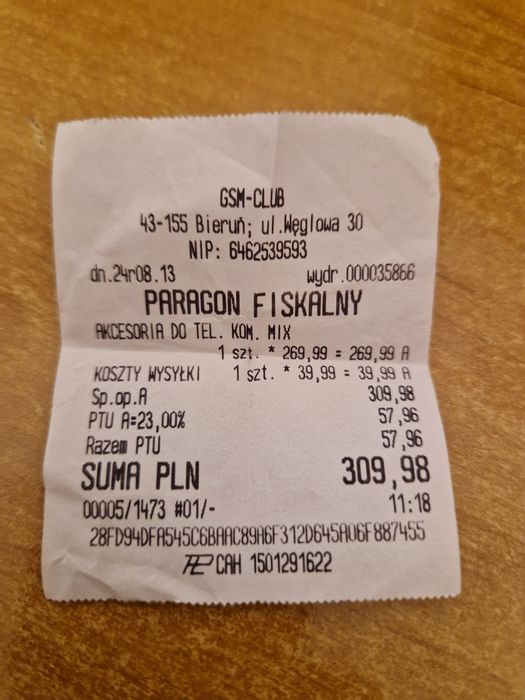 GSM-CLUB
43-155 Bieruń; ul.Węglowa 30
NIP: 6462539593
dn.24r08.13 wydr.000035866
PARAGON FISKALNY
AKCESORIA DO TEL. KOM. MIX
1 szt. * 269,99 = 269,99 A
KOSZTY WYSYŁKI 1 szt. * 39,99 = 39,99 A
Sp.op.A 309,98
PTU A=23,00% 57,96
Razem PTU 57,96
SUMA PLN 309,98
00005/1473 #01/- 11:18
28FD94DFA545C6BAAC89A6F312D645A06F887455
CAH 1501291622